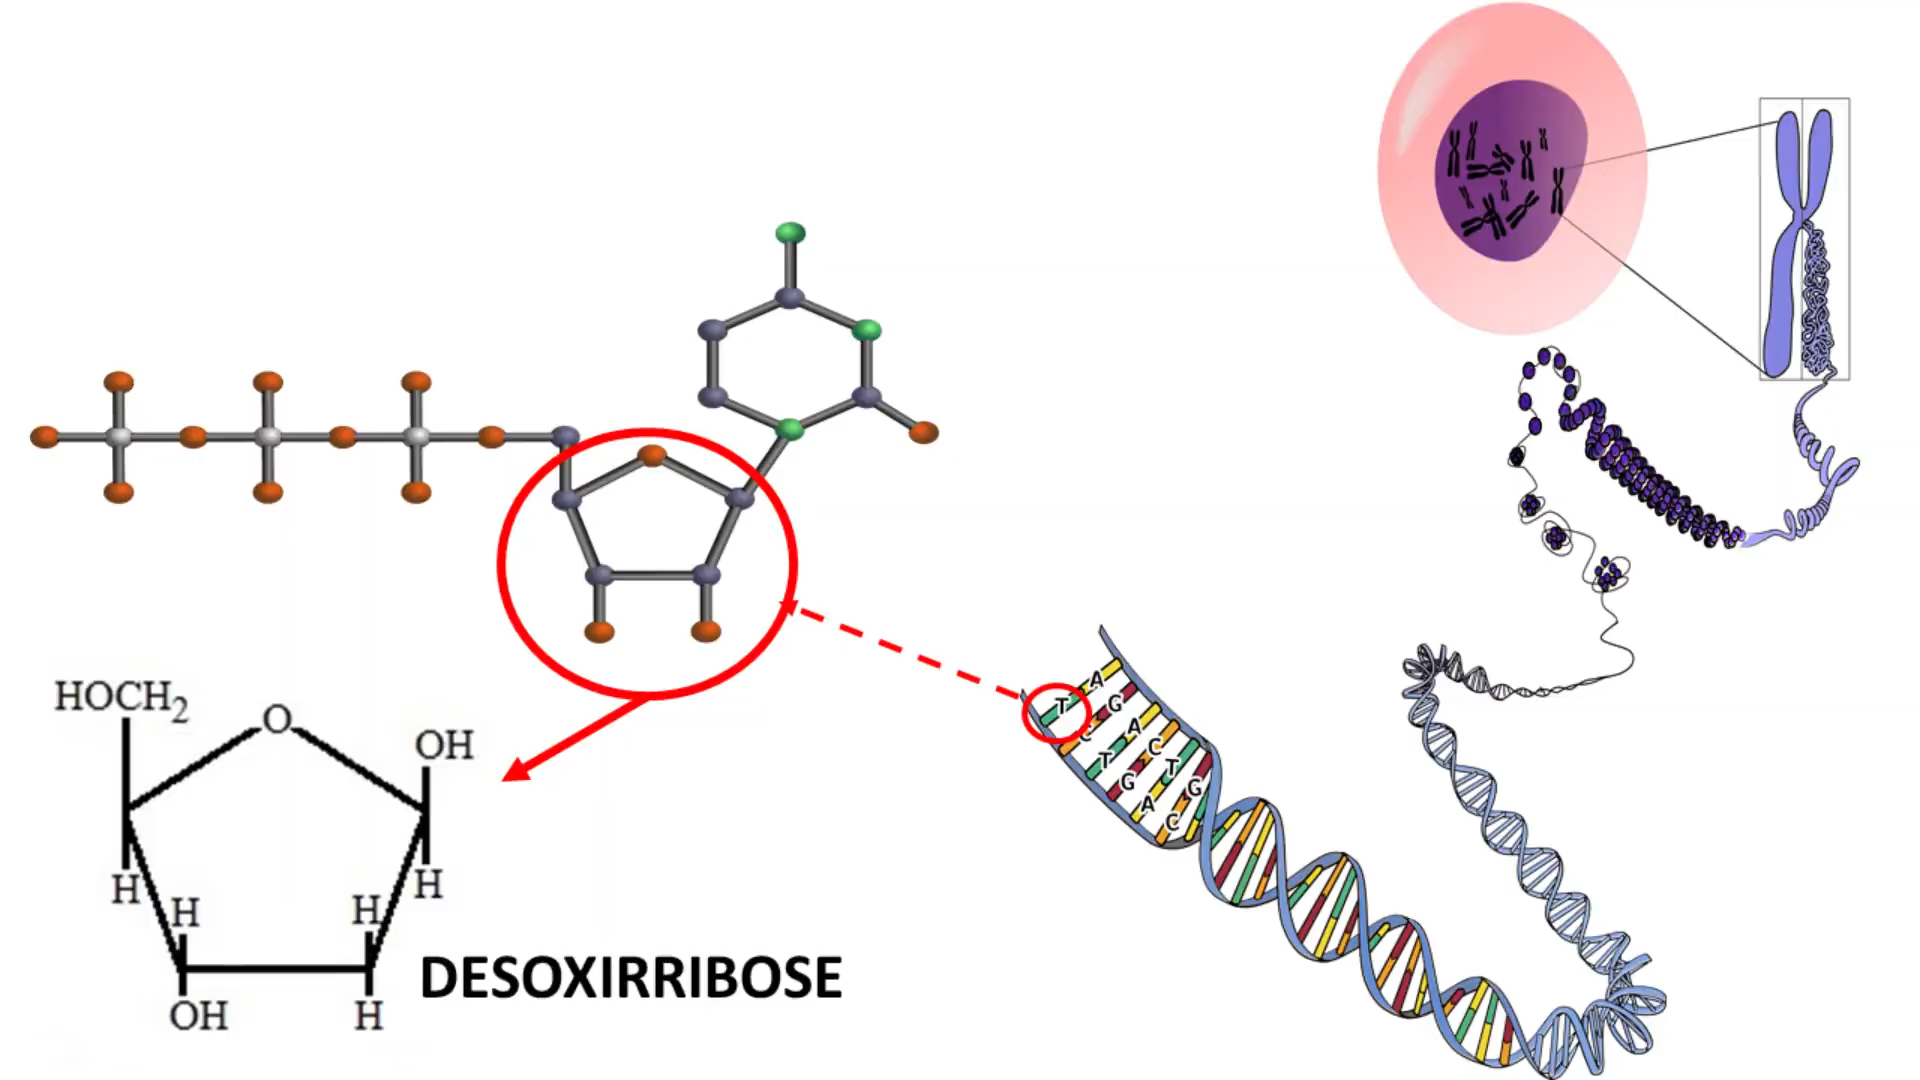 HOCH2
O
OH
H
H
H
H
OH
H
DESOXIRRIBOSE
T A
C G
T A
G C
A T
C G